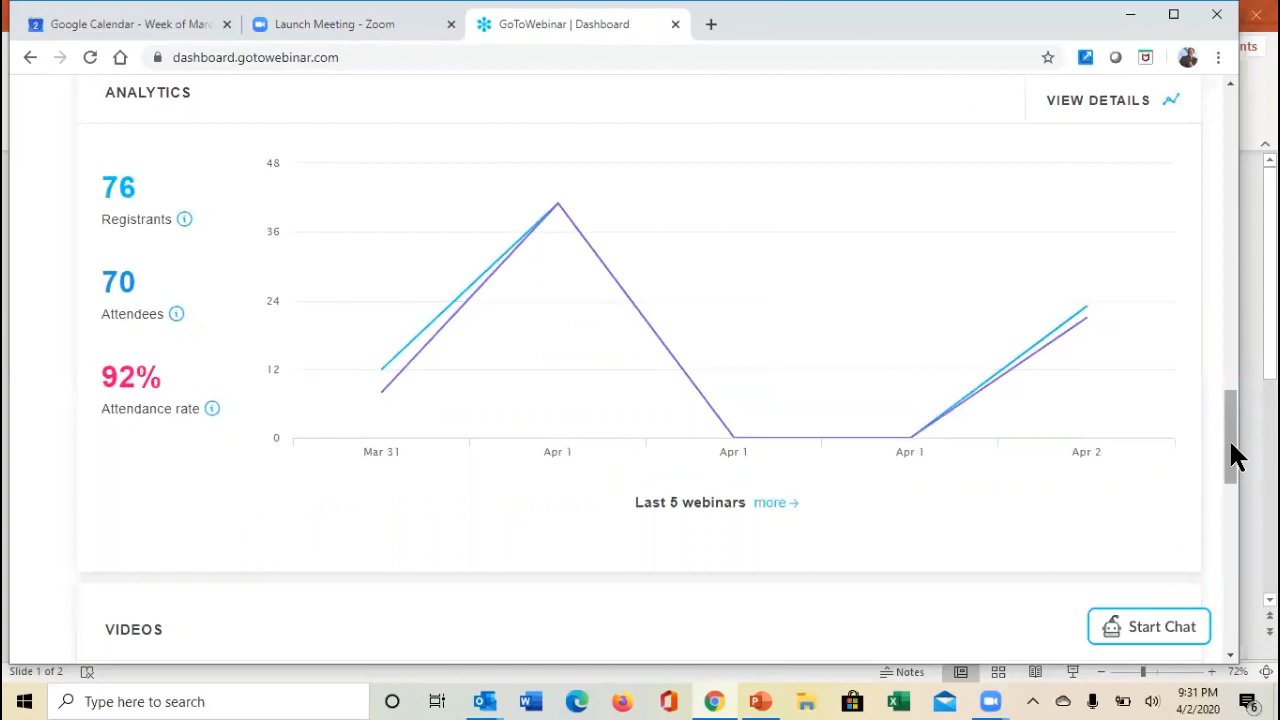 Google Calendar - Week of Marc
Launch Meeting - Zoom
GoToWebinar | Dashboard
dashboard.gotowebinar.com
nts
ANALYTICS
VIEW DETAILS
76
Registrants
70
Attendees
92%
Attendance rate
48
36
24
12
0
Mar 31
Apr 1
Apr 1
Apr 1
Apr 2
Last 5 webinars more →
VIDEOS
Start Chat
Slide 1 of 2
Notes
72%
Type here to search
9:31 PM
4/2/2020
6